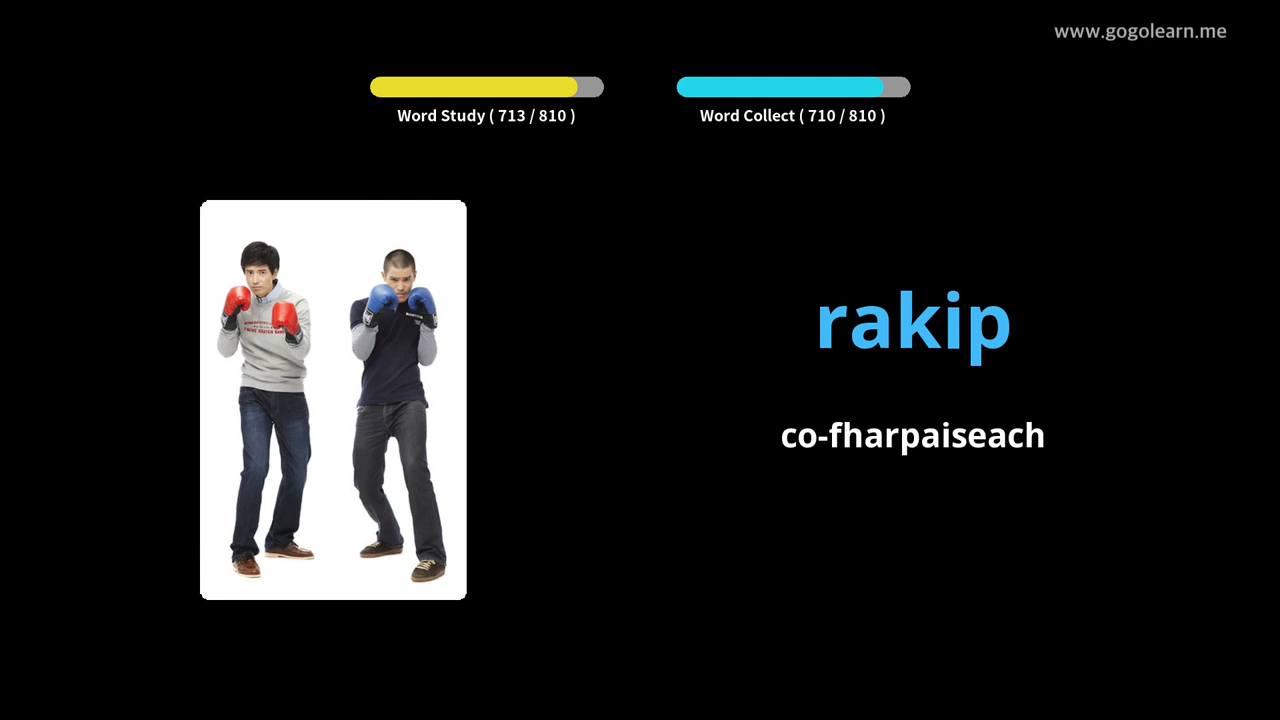 www.gogolearn.me
Word Study ( 713 / 810 )
Word Collect ( 710 / 810 )
rakip
co-fharpaiseach